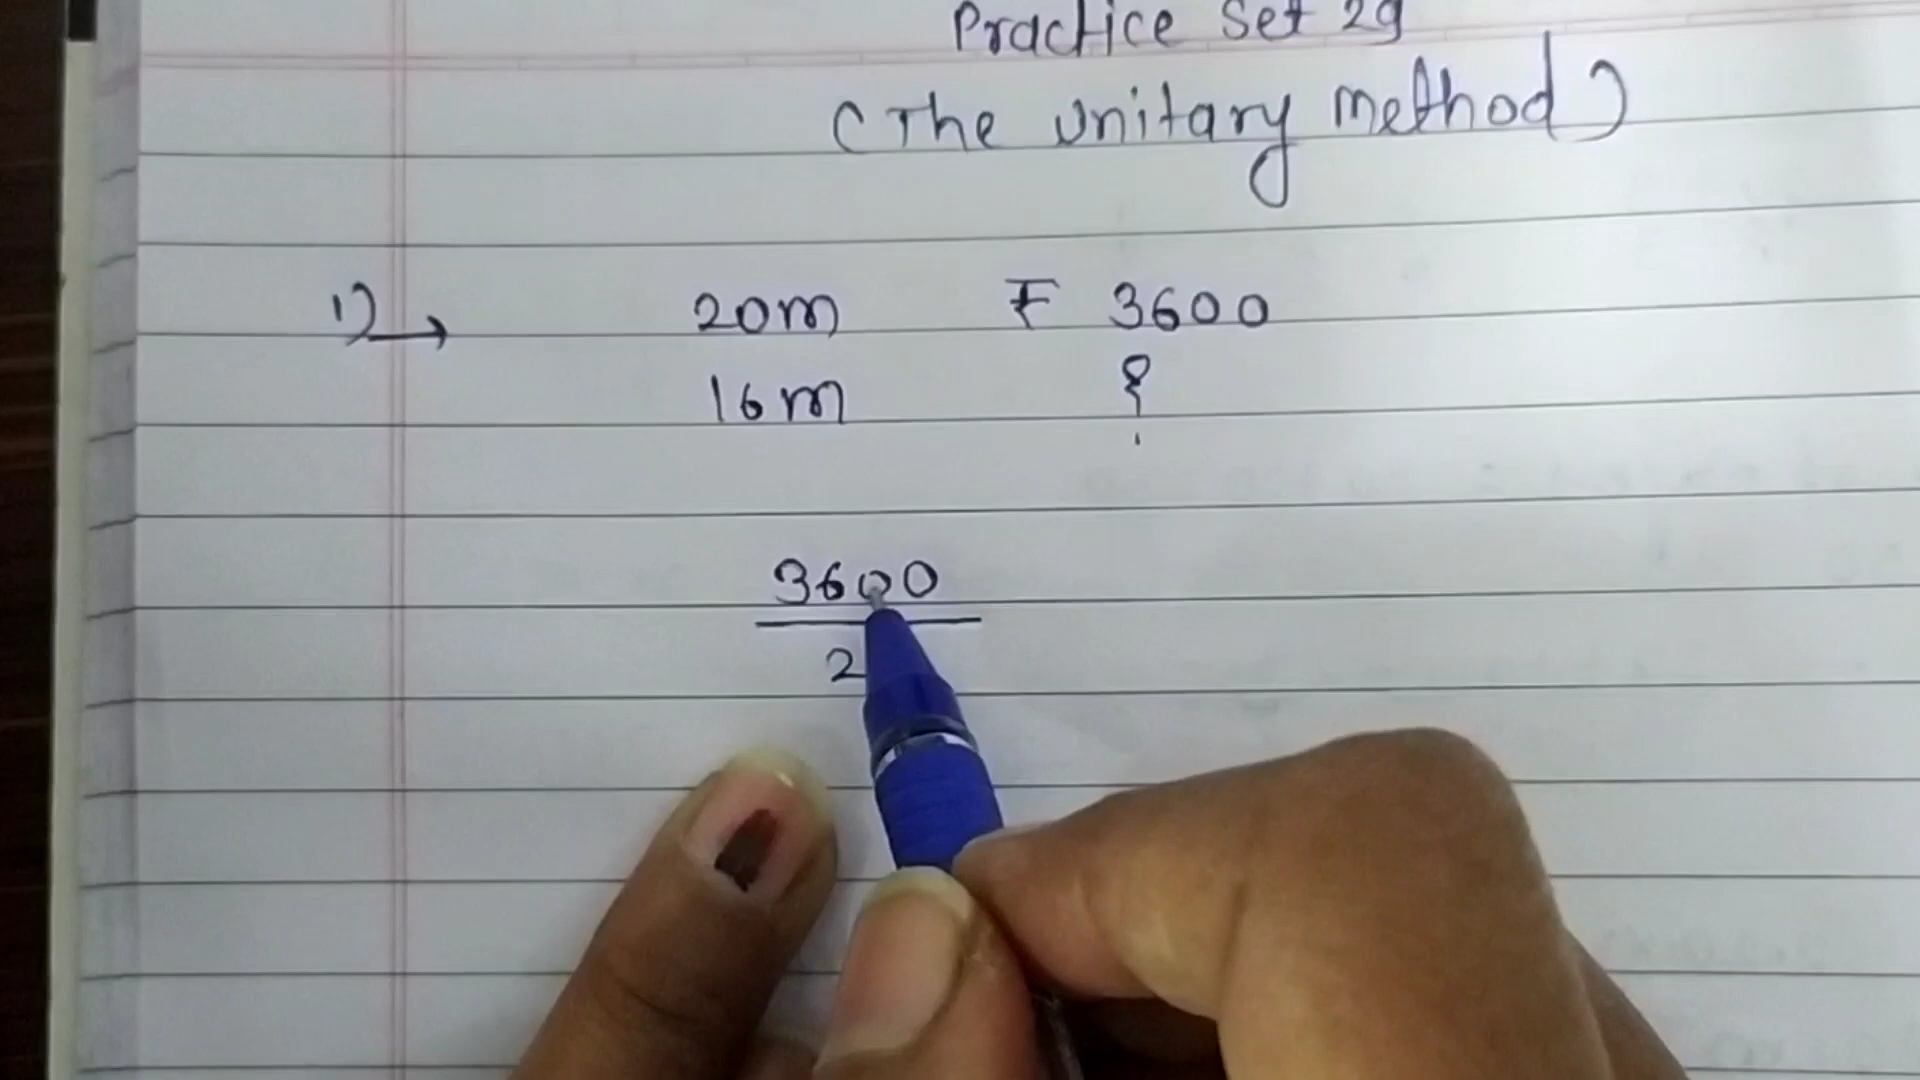 Practice Set 29
(The Unitary Method)
1)→ 20m ₹ 3600
16m ?
3600
2